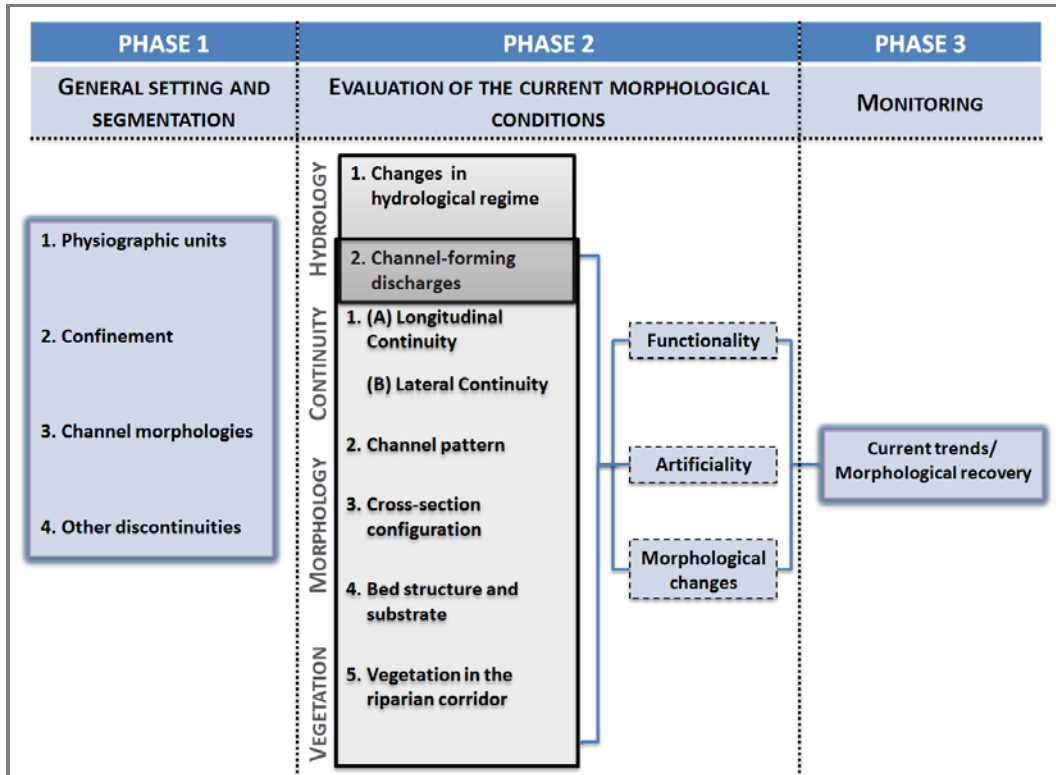 PHASE 1
PHASE 2
PHASE 3
GENERAL SETTING AND
SEGMENTATION
EVALUATION OF THE CURRENT MORPHOLOGICAL
CONDITIONS
MONITORING
1. Physiographic units
2. Confinement
3. Channel morphologies
4. Other discontinuities
HYDROLOGY
CONTINUITY
MORPHOLOGY
VEGETATION
1. Changes in
hydrological regime
2. Channel-forming
discharges
1. (A) Longitudinal
Continuity
(B) Lateral Continuity
2. Channel pattern
3. Cross-section
configuration
4. Bed structure and
substrate
5. Vegetation in the
riparian corridor
Functionality
Artificiality
Morphological
changes
Current trends/
Morphological recovery